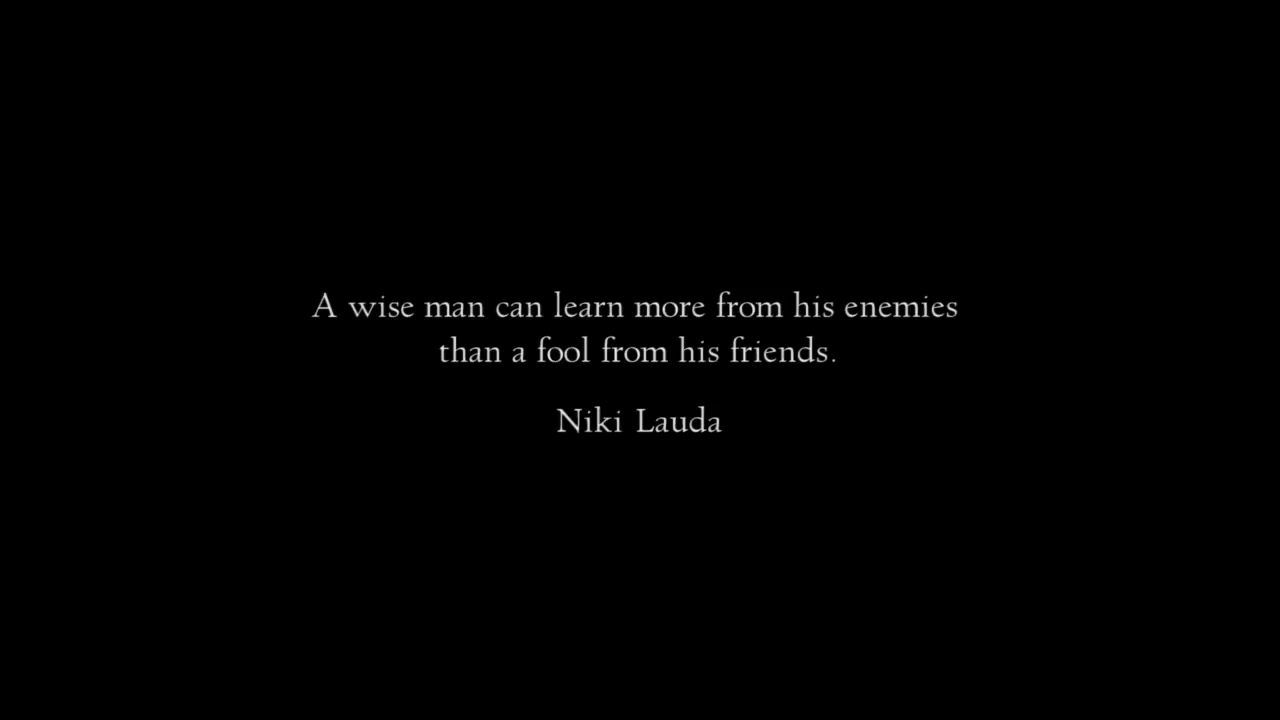 A wise man can learn more from his enemies
than a fool from his friends.
Niki Lauda